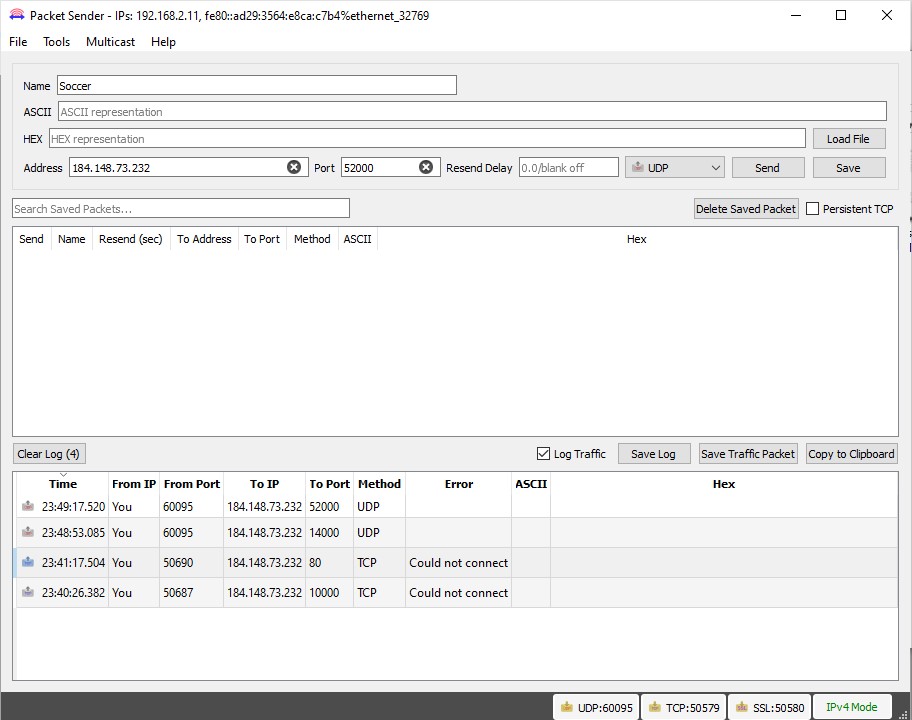 Packet Sender - IPs: 192.168.2.11, fe80::ad29:3564:e8ca:c7b4%ethernet_32769
File Tools Multicast Help
Name Soccer
ASCII ASCII representation
HEX HEX representation Load File
Address 184.148.73.232 Port 52000 Resend Delay 0.0/blank off UDP Send Save
Search Saved Packets... Delete Saved Packet Persistent TCP
Send Name Resend (sec) To Address To Port Method ASCII Hex
Clear Log (4) Log Traffic Save Log Save Traffic Packet Copy to Clipboard
Time From IP From Port To IP To Port Method Error ASCII Hex
23:49:17.520 You 60095 184.148.73.232 52000 UDP
23:48:53.085 You 60095 184.148.73.232 14000 UDP
23:41:17.504 You 50690 184.148.73.232 80 TCP Could not connect
23:40:26.382 You 50687 184.148.73.232 10000 TCP Could not connect
UDP:60095 TCP:50579 SSL:50580 IPv4 Mode